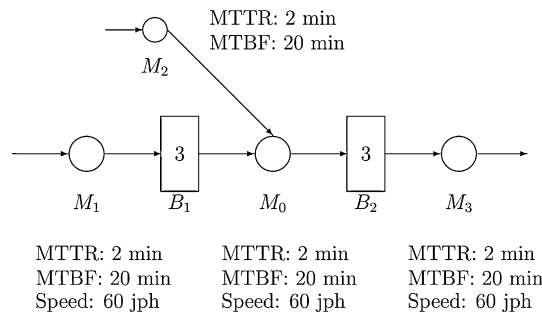 MTTR: 2 min
MTBF: 20 min
M2
3
3
M1
B1
M0
B2
M3
MTTR: 2 min
MTBF: 20 min
Speed: 60 jph
MTTR: 2 min
MTBF: 20 min
Speed: 60 jph
MTTR: 2 min
MTBF: 20 min
Speed: 60 jph